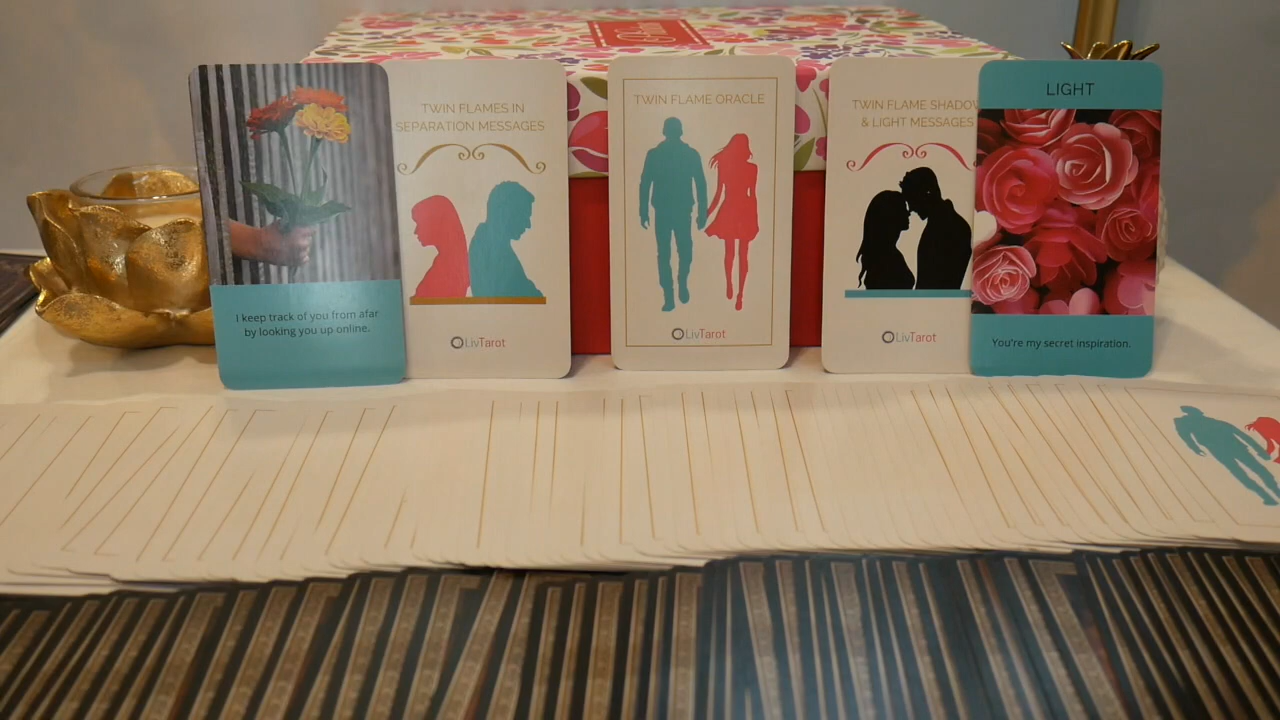 I keep track of you from afar
by looking you up online.
TWIN FLAMES IN
SEPARATION MESSAGES
LivTarot
TWIN FLAME ORACLE
LivTarot
TWIN FLAME SHADOW
& LIGHT MESSAGES
LivTarot
LIGHT
You're my secret inspiration.